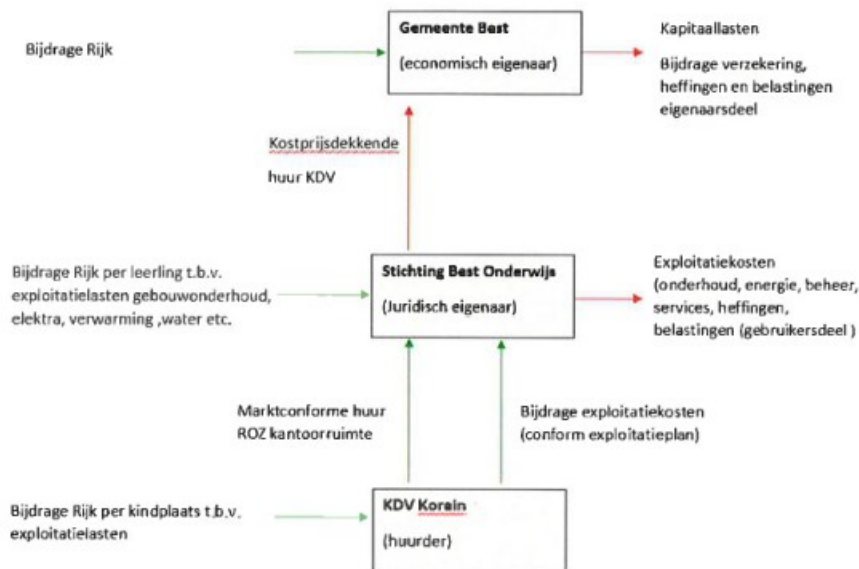 Bijdrage Rijk
Gemeente Best
(economisch eigenaar)
Kapitaallasten
Bijdrage verzekering,
heffingen en belastingen
eigenaarsdeel
Kostprijsdekkende
huur KDV
Bijdrage Rijk per leerling t.b.v.
exploitatielasten gebouwonderhoud,
elektra, verwarming ,water etc.
Stichting Best Onderwijs
(Juridisch eigenaar)
Exploitatiekosten
(onderhoud, energie, beheer,
services, heffingen,
belastingen (gebruikersdeel )
Marktconforme huur
ROZ kantoorruimte
Bijdrage exploitatiekosten
(conform exploitatieplan)
Bijdrage Rijk per kindplaats t.b.v.
exploitatielasten
KDV Korein
(huurder)